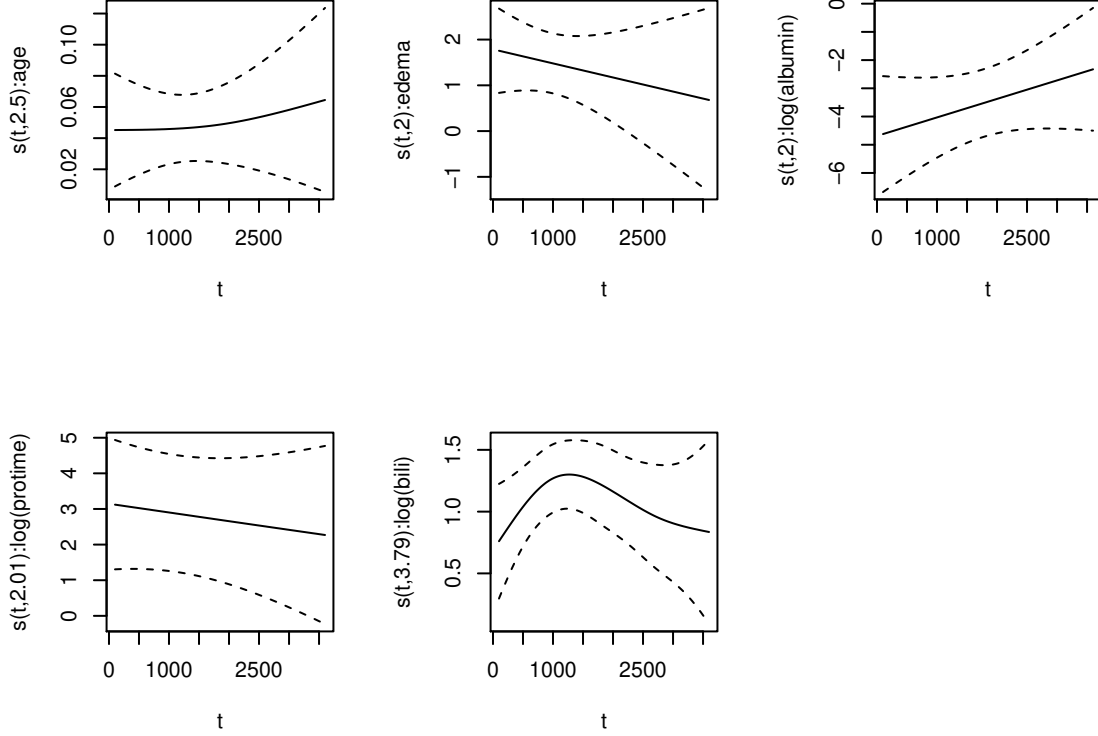 s(t,2.5):age
0.02 0.06 0.10
0 1000 2500
t
s(t,2):edema
−1 0 1 2
0 1000 2500
t
s(t,2):log(albumin)
−6 −4 −2 0
0 1000 2500
t
s(t,2.01):log(protime)
0 1 2 3 4 5
0 1000 2500
t
s(t,3.79):log(bili)
0.5 1.0 1.5
0 1000 2500
t